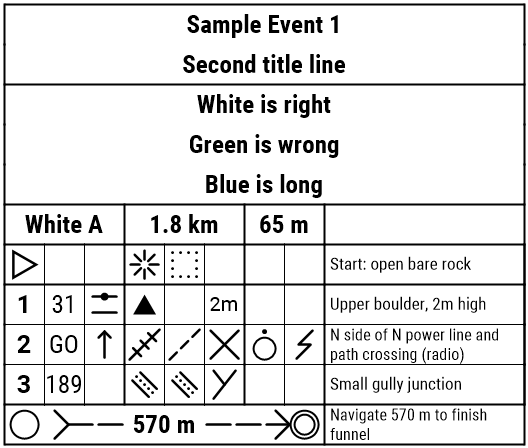 Sample Event 1
Second title line
White is right
Green is wrong
Blue is long
White A 1.8 km 65 m
Start: open bare rock
1 31 2m Upper boulder, 2m high
2 GO N side of N power line and
path crossing (radio)
3 189 Small gully junction
570 m Navigate 570 m to finish
funnel